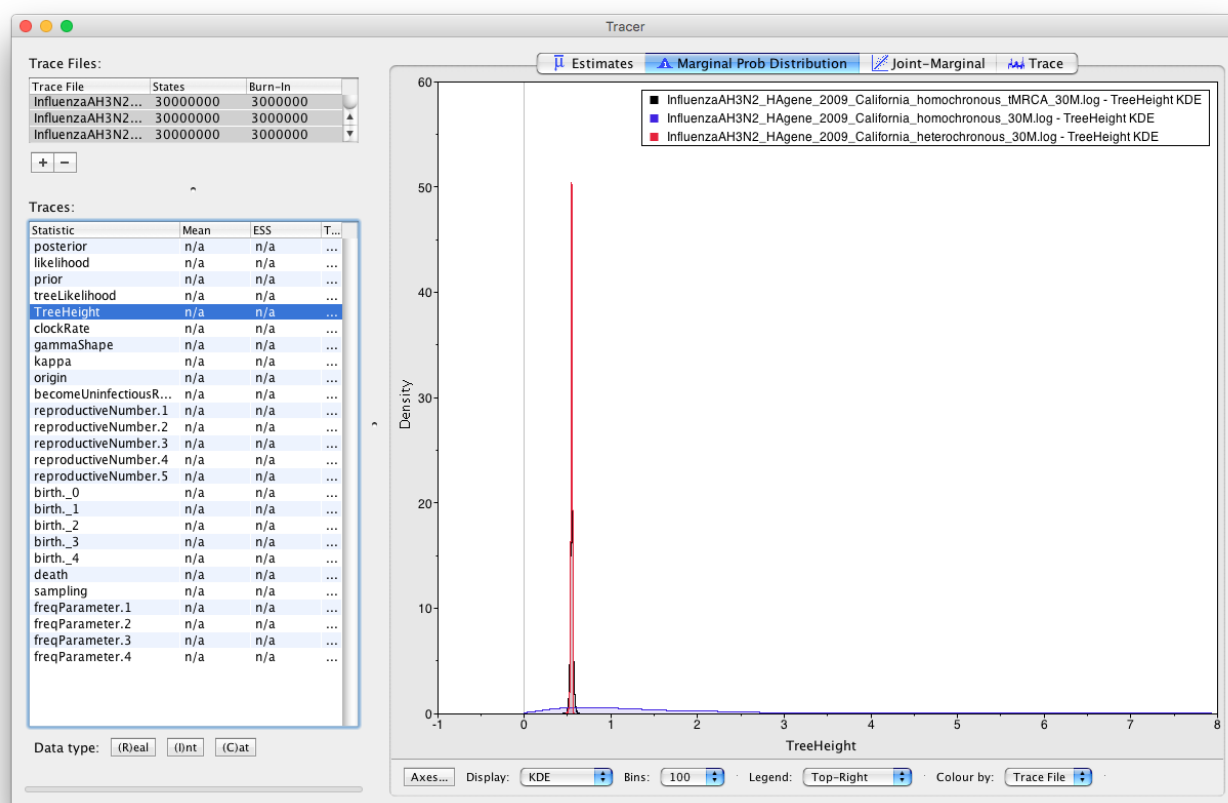 Tracer
Trace Files:
Trace File States Burn-In
InfluenzaAH3N2... 30000000 3000000
InfluenzaAH3N2... 30000000 3000000
InfluenzaAH3N2... 30000000 3000000
+ −
Traces:
Statistic Mean ESS T...
posterior n/a n/a ...
likelihood n/a n/a ...
prior n/a n/a ...
treeLikelihood n/a n/a ...
TreeHeight n/a n/a ...
clockRate n/a n/a ...
gammaShape n/a n/a ...
kappa n/a n/a ...
origin n/a n/a ...
becomeUninfectiousR... n/a n/a ...
reproductiveNumber.1 n/a n/a ...
reproductiveNumber.2 n/a n/a ...
reproductiveNumber.3 n/a n/a ...
reproductiveNumber.4 n/a n/a ...
reproductiveNumber.5 n/a n/a ...
birth._0 n/a n/a ...
birth._1 n/a n/a ...
birth._2 n/a n/a ...
birth._3 n/a n/a ...
birth._4 n/a n/a ...
death n/a n/a ...
sampling n/a n/a ...
freqParameter.1 n/a n/a ...
freqParameter.2 n/a n/a ...
freqParameter.3 n/a n/a ...
freqParameter.4 n/a n/a ...
Data type: (R)eal (I)nt (C)at
μ Estimates Marginal Prob Distribution Joint-Marginal Trace
InfluenzaAH3N2_HAgene_2009_California_homochronous_tMRCA_30M.log - TreeHeight KDE
InfluenzaAH3N2_HAgene_2009_California_homochronous_30M.log - TreeHeight KDE
InfluenzaAH3N2_HAgene_2009_California_heterochronous_30M.log - TreeHeight KDE
60
50
40
30
20
10
0
Density
-1 0 1 2 3 4 5 6 7 8
TreeHeight
Axes... Display: KDE Bins: 100 Legend: Top-Right Colour by: Trace File